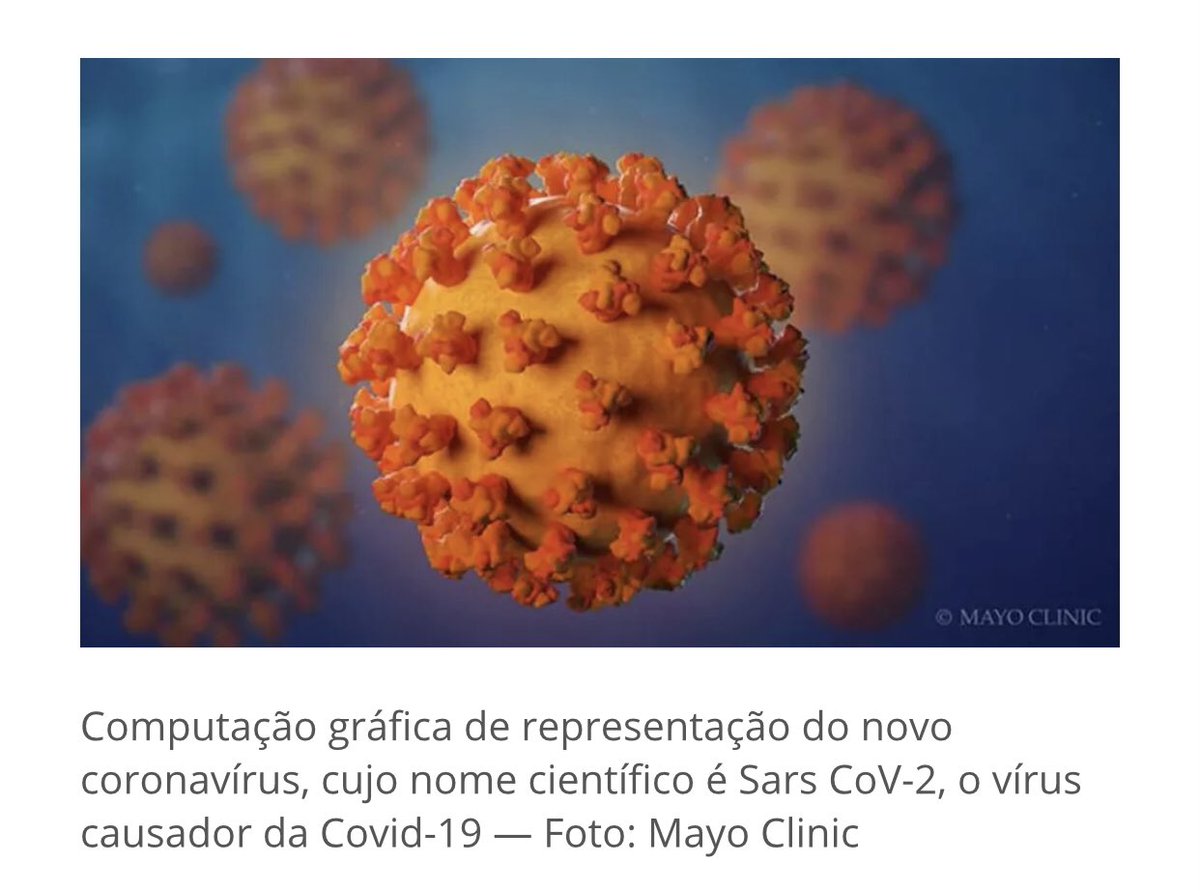 © MAYO CLINIC
Computação gráfica de representação do novo
coronavírus, cujo nome científico é Sars CoV-2, o vírus
causador da Covid-19 — Foto: Mayo Clinic